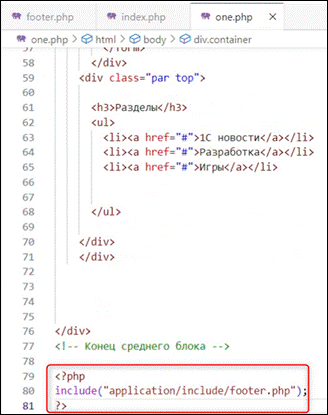 footer.php index.php one.php
one.php > html > body > div.container
57 </form>
58 </div>
59 <div class="par top">
60
61 <h3>Разделы</h3>
62 <ul>
63 <li><a href="#">1С новости</a></li>
64 <li><a href="#">Разработка</a></li>
65 <li><a href="#">Игры</a></li>
66
67
68 </ul>
69
70 </div>
71 </div>
72
73
74
75
76 </div>
77 <!-- Конец среднего блока -->
78
79 <?php
80 include("application/include/footer.php");
81 ?>